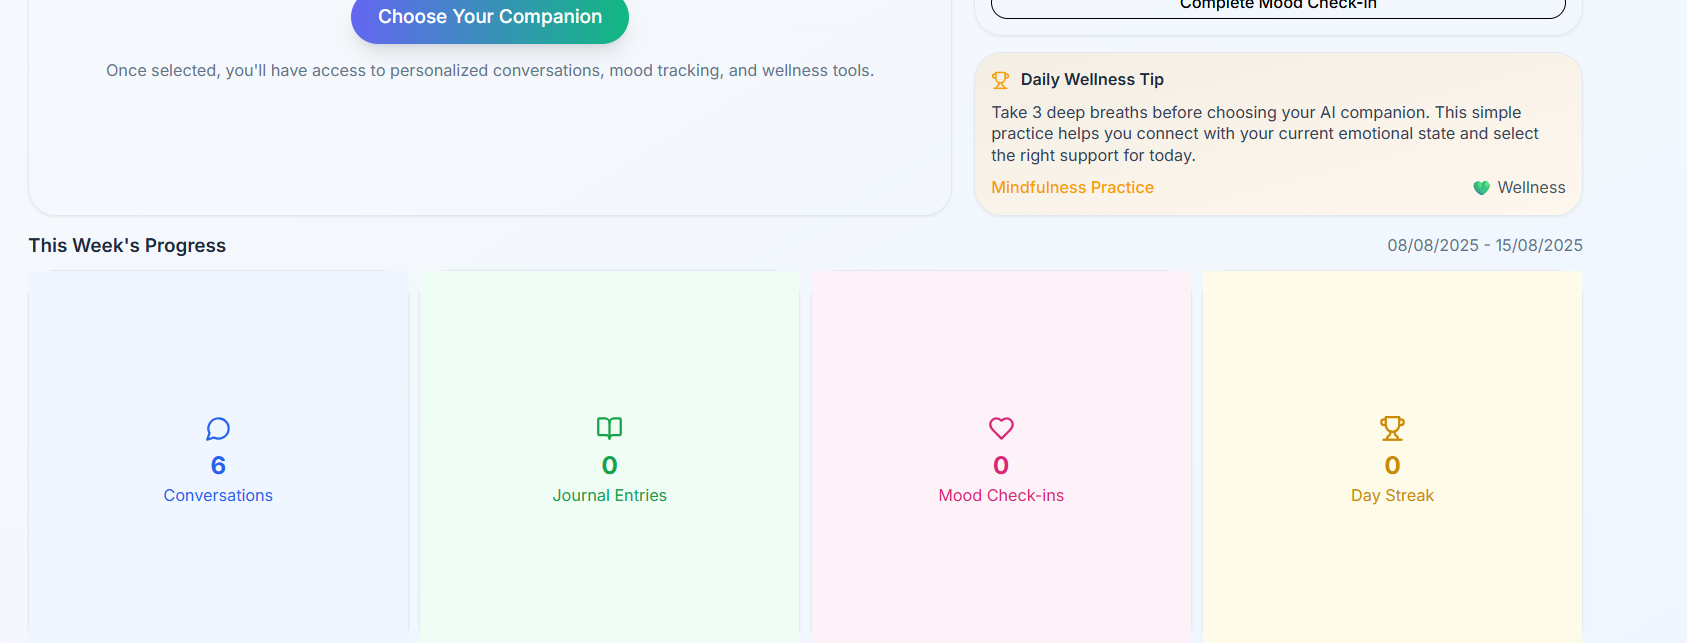 Choose Your Companion
Once selected, you'll have access to personalized conversations, mood tracking, and wellness tools.
Complete Mood Check-in
Daily Wellness Tip
Take 3 deep breaths before choosing your AI companion. This simple
practice helps you connect with your current emotional state and select
the right support for today.
Mindfulness Practice
Wellness
This Week's Progress
08/08/2025 - 15/08/2025
6
Conversations
0
Journal Entries
0
Mood Check-ins
0
Day Streak